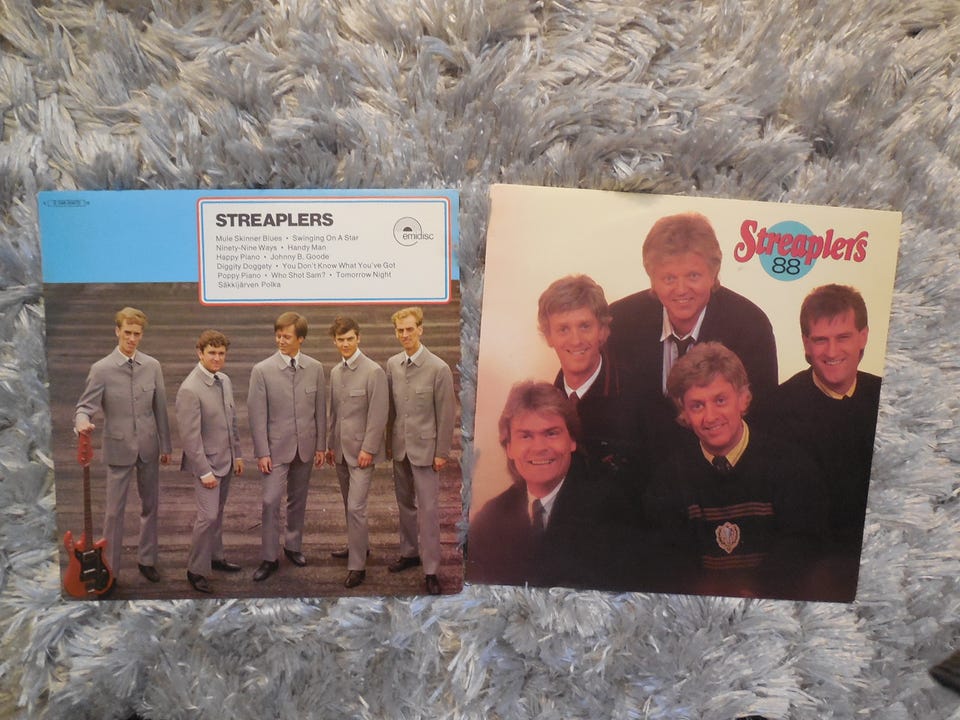 STREAPLERS
emidisc
Mule Skinner Blues • Swinging On A Star
Ninety-Nine Ways • Handy Man
Happy Piano • Johnny B. Goode
Diggity Doggety • You Don't Know What You've Got
Poppy Piano • Who Shot Sam? • Tomorrow Night
Säkkijärven Polka
Streaplers
88